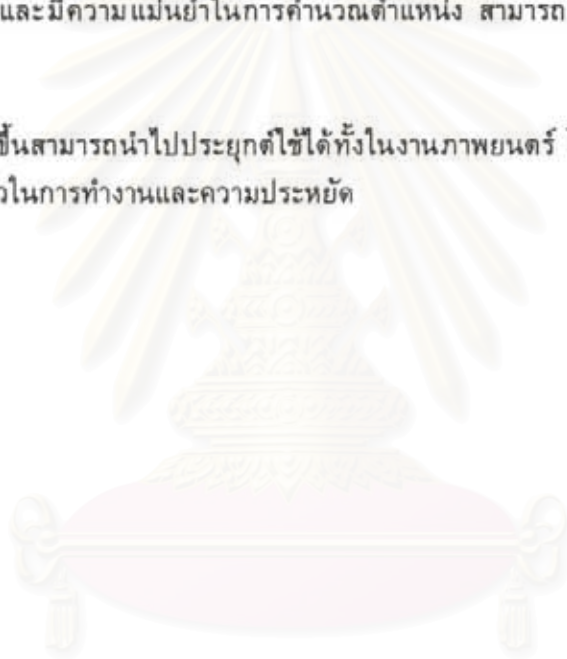 และมีความแม่นยำในการคำนวณตำแหน่ง สามารถ
ขึ้นสามารถนำไปประยุกต์ใช้ได้ทั้งในงานภาพยนตร์
ในการทำงานและความประหยัด